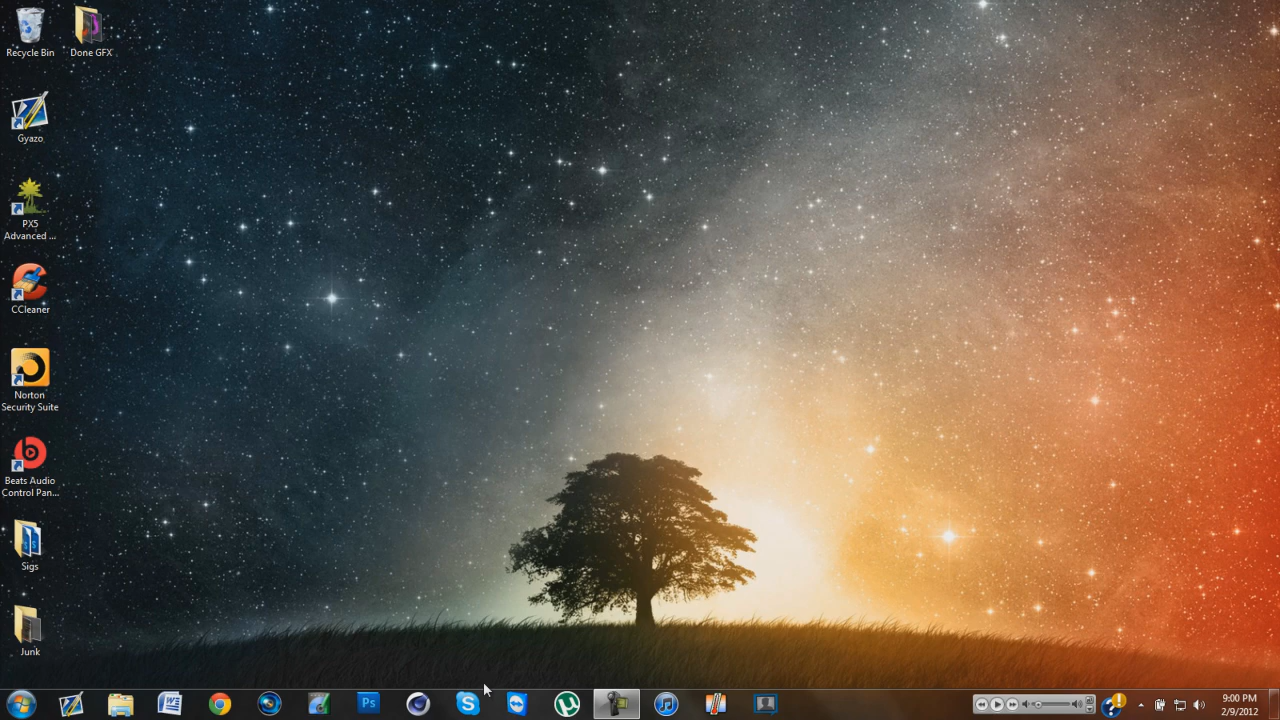 Recycle Bin
Done GFX
Gyazo
PX5
Advanced ...
CCleaner
Norton
Security Suite
Beats Audio
Control Pan...
Sigs
Junk
W
Ps
S
9:00 PM
2/9/2012